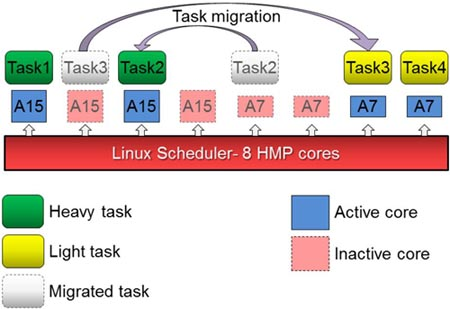 Task migration
Task1 Task3 Task2 Task2 Task3 Task4
A15 A15 A15 A15 A7 A7 A7 A7
Linux Scheduler- 8 HMP cores
Heavy task
Active core
Light task
Inactive core
Migrated task